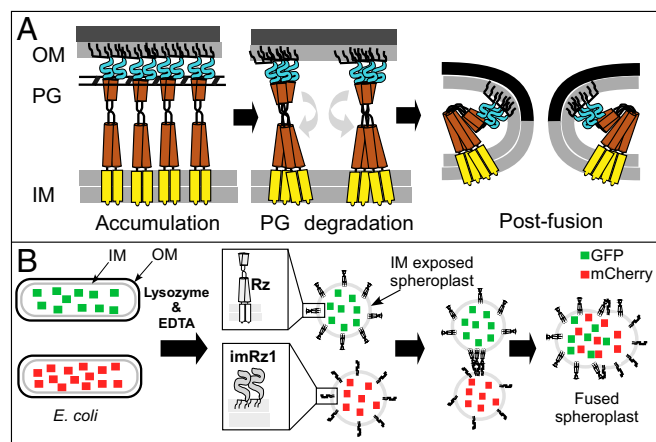 A
OM
PG
IM
Accumulation
PG degradation
Post-fusion
B
IM
OM
Lysozyme
&
EDTA
E. coli
Rz
imRz1
IM exposed
spheroplast
GFP
mCherry
Fused
spheroplast